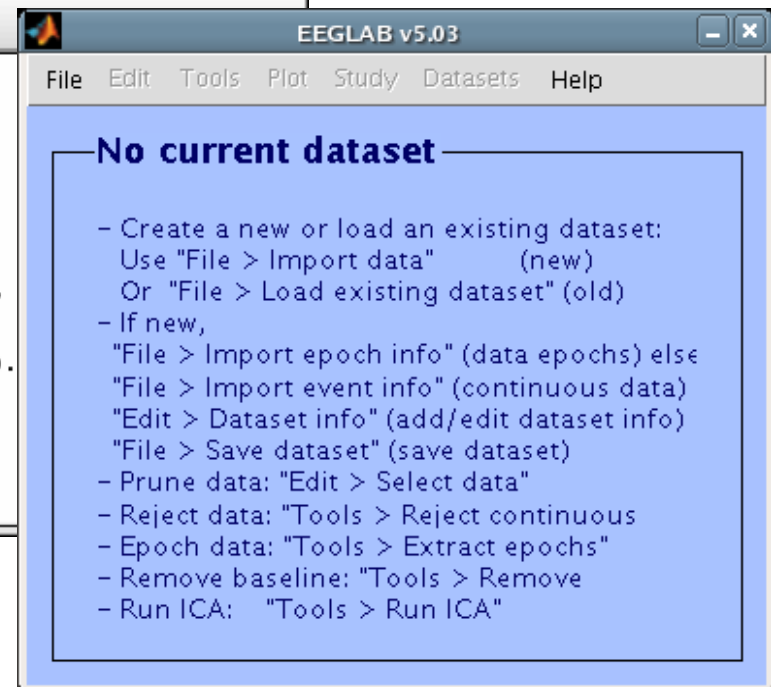 EEGLAB v5.03
File Edit Tools Plot Study Datasets Help
No current dataset
– Create a new or load an existing dataset:
Use "File > Import data" (new)
Or "File > Load existing dataset" (old)
– If new,
"File > Import epoch info" (data epochs) else
"File > Import event info" (continuous data)
"Edit > Dataset info" (add/edit dataset info)
"File > Save dataset" (save dataset)
– Prune data: "Edit > Select data"
– Reject data: "Tools > Reject continuous
– Epoch data: "Tools > Extract epochs"
– Remove baseline: "Tools > Remove
– Run ICA: "Tools > Run ICA"